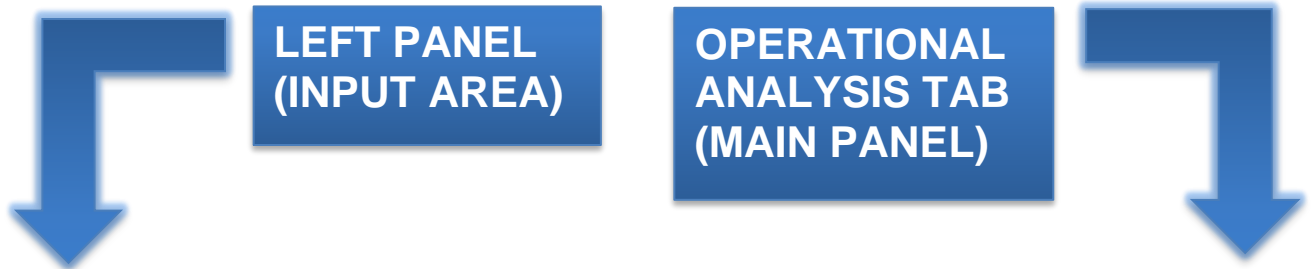 LEFT PANEL
(INPUT AREA)
OPERATIONAL
ANALYSIS TAB
(MAIN PANEL)